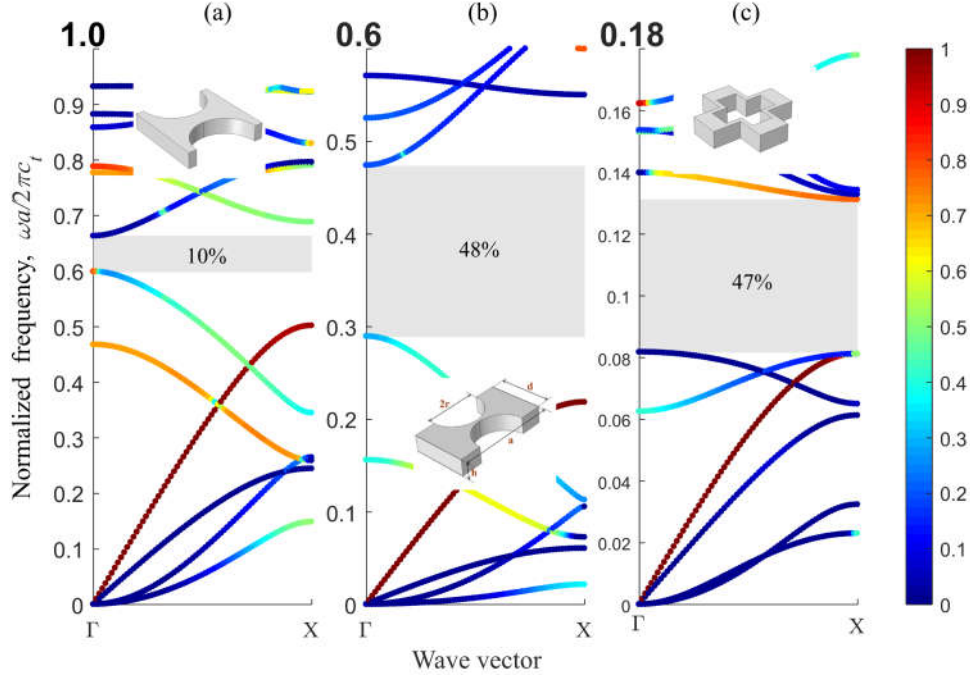 (a)
(b)
(c)
1.0
0.6
0.18
Normalized frequency, ωa/2πc_t
0.9
0.8
0.7
0.6
0.5
0.4
0.3
0.2
0.1
0
10%
Γ
X
0.5
0.4
0.3
0.2
0.1
0
48%
2r
d
a
h
Γ
X
0.16
0.14
0.12
0.1
0.08
0.06
0.04
0.02
0
47%
Γ
X
1
0.9
0.8
0.7
0.6
0.5
0.4
0.3
0.2
0.1
0
Wave vector